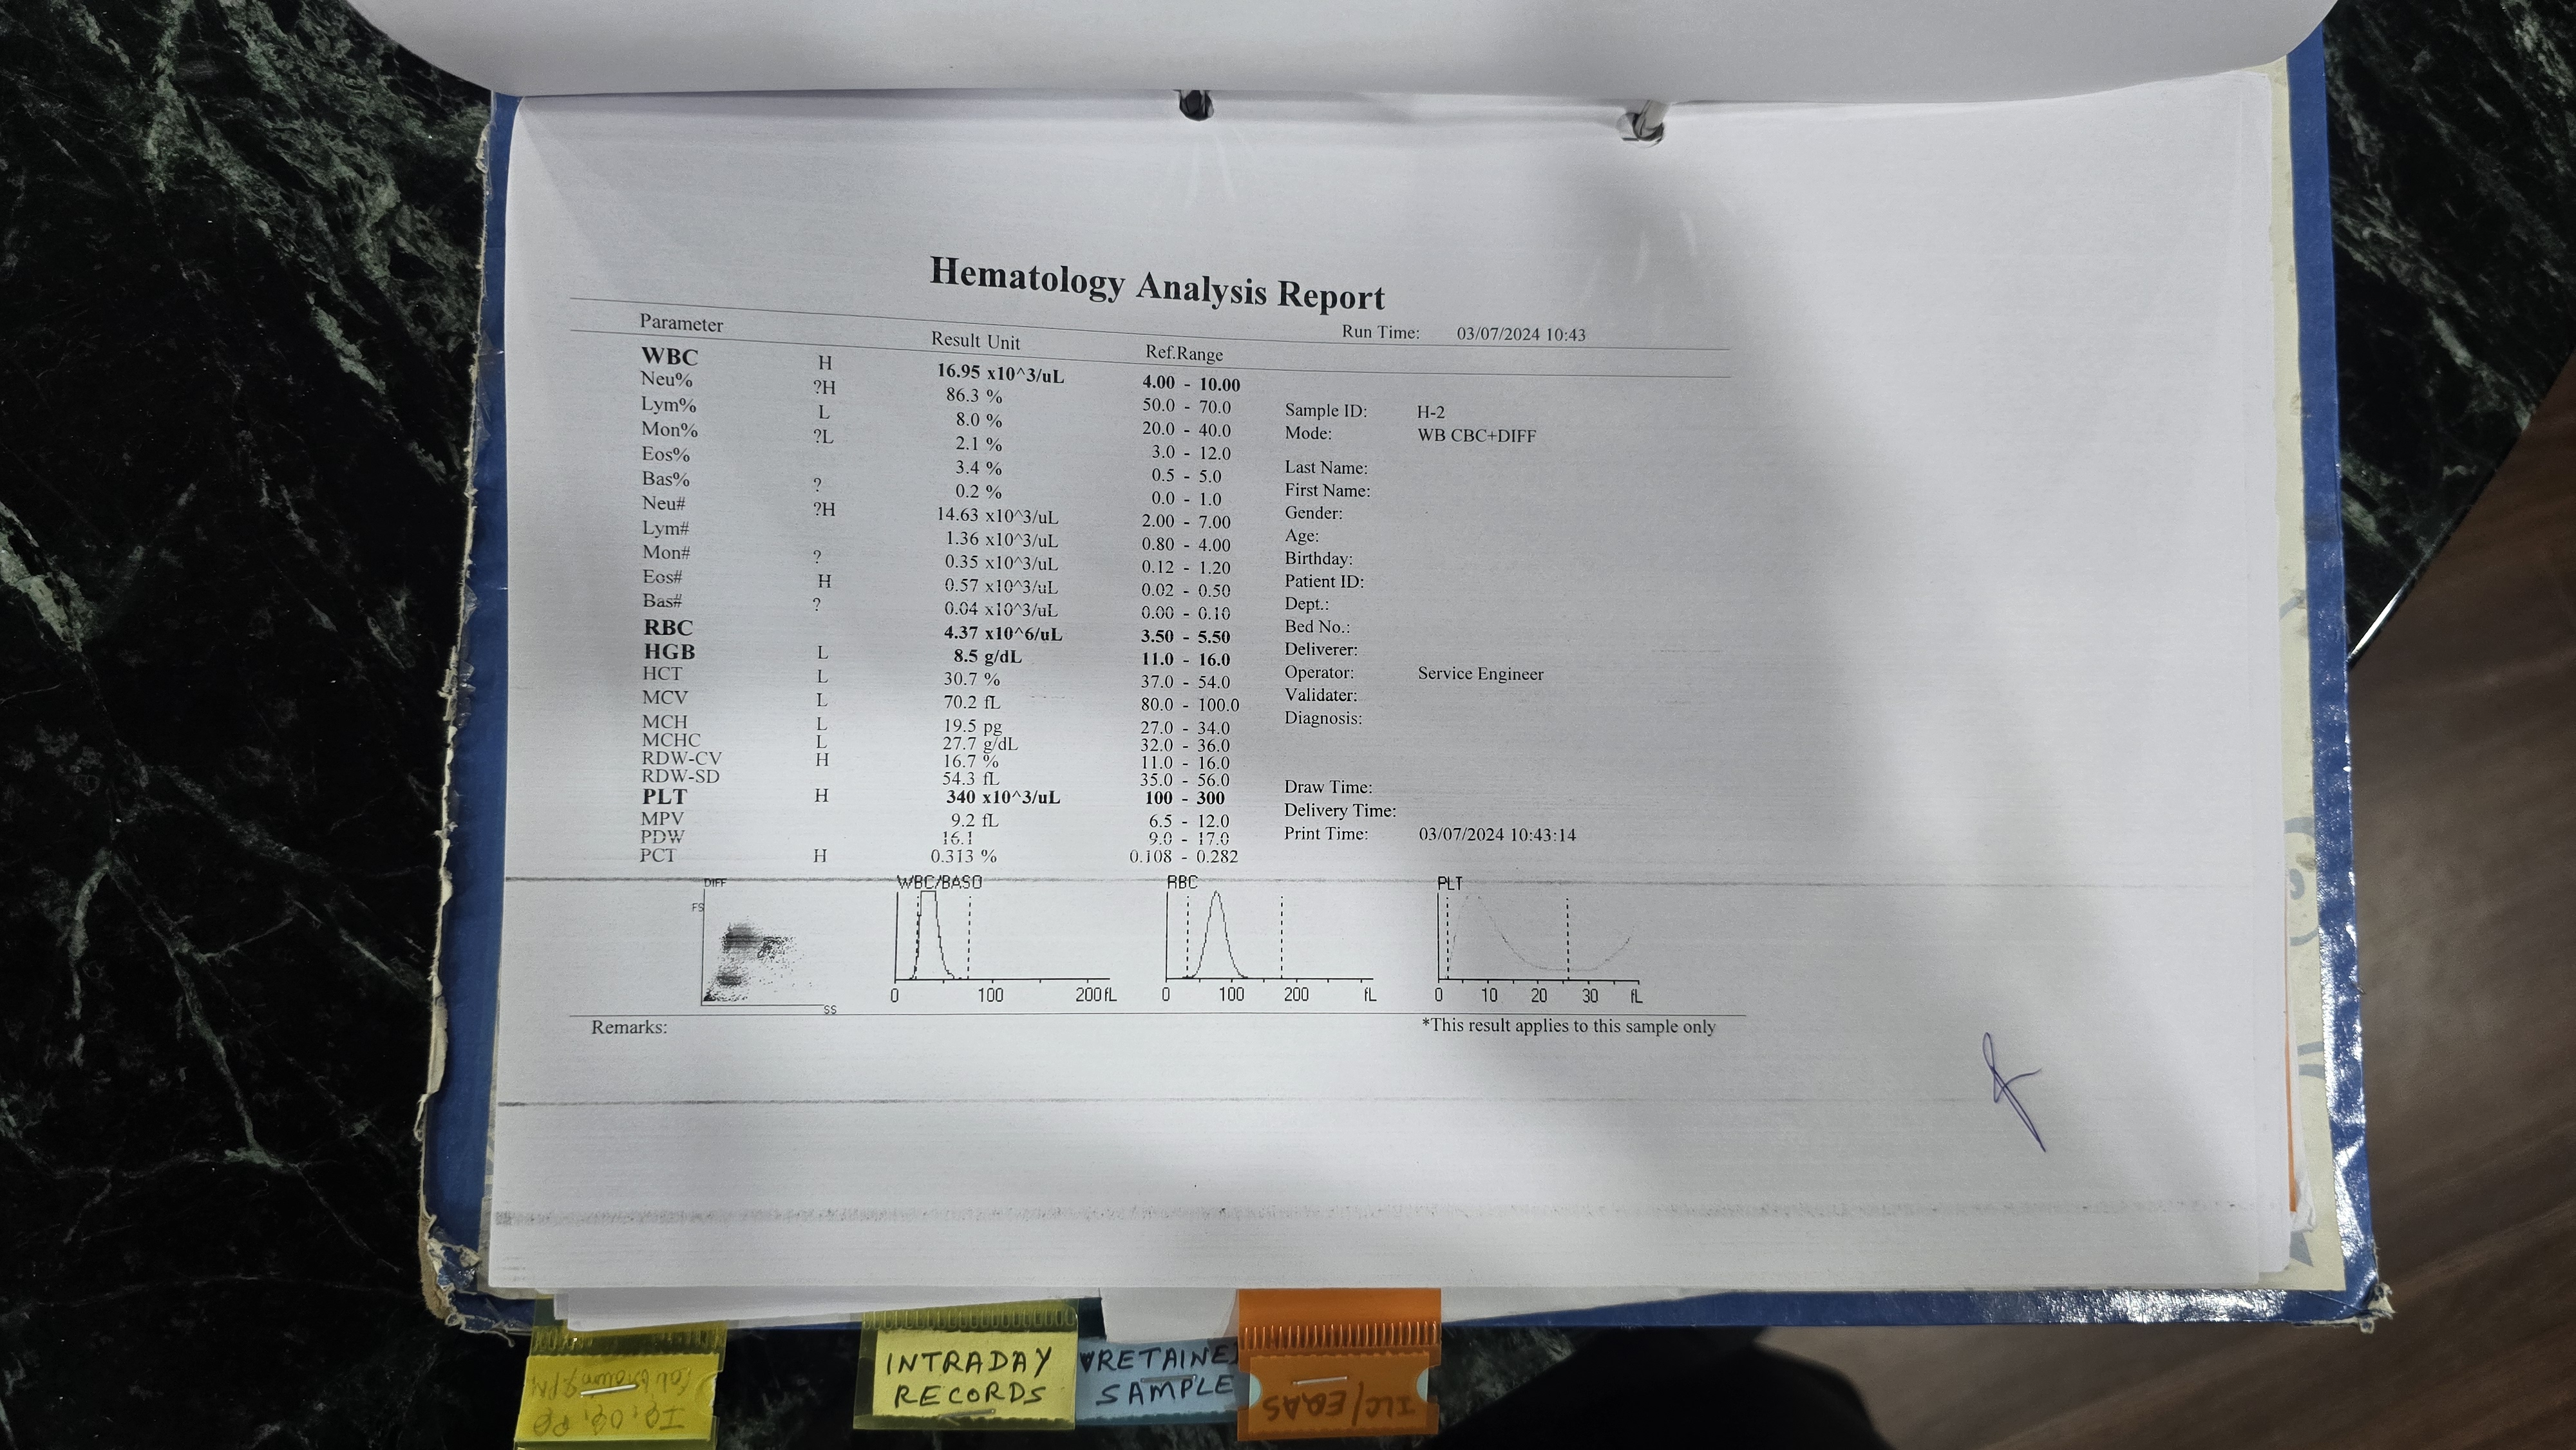 Hematology Analysis Report
Run Time: 03/07/2024 10:43
Parameter Result Unit Ref.Range
WBC H 16.95 x10^3/uL 4.00 - 10.00
Neu% ?H 86.3 % 50.0 - 70.0
Lym% L 8.0 % 20.0 - 40.0
Mon% ?L 2.1 % 3.0 - 12.0
Eos% 3.4 % 0.5 - 5.0
Bas% ? 0.2 % 0.0 - 1.0
Neu# ?H 14.63 x10^3/uL 2.00 - 7.00
Lym# 1.36 x10^3/uL 0.80 - 4.00
Mon# ? 0.35 x10^3/uL 0.12 - 1.20
Eos# H 0.57 x10^3/uL 0.02 - 0.50
Bas# ? 0.04 x10^3/uL 0.00 - 0.10
RBC 4.37 x10^6/uL 3.50 - 5.50
HGB L 8.5 g/dL 11.0 - 16.0
HCT L 30.7 % 37.0 - 54.0
MCV L 70.2 fL 80.0 - 100.0
MCH L 19.5 pg 27.0 - 34.0
MCHC L 27.7 g/dL 32.0 - 36.0
RDW-CV H 16.7 % 11.0 - 16.0
RDW-SD 54.3 fL 35.0 - 56.0
PLT H 340 x10^3/uL 100 - 300
MPV 9.2 fL 6.5 - 12.0
PDW 16.1 9.0 - 17.0
PCT H 0.313 % 0.108 - 0.282
Sample ID: H-2
Mode: WB CBC+DIFF
Last Name:
First Name:
Gender:
Age:
Birthday:
Patient ID:
Dept.:
Bed No.:
Deliverer:
Operator: Service Engineer
Validater:
Diagnosis:
Draw Time:
Delivery Time:
Print Time: 03/07/2024 10:43:14
DIFF
FS
SS
WBC/BASO
0 100 200 fL
RBC
0 100 200 fL
PLT
0 10 20 30 fL
Remarks:
*This result applies to this sample only
INTRADAY
RECORDS
RETAINED
SAMPLE
ILC/EQAS